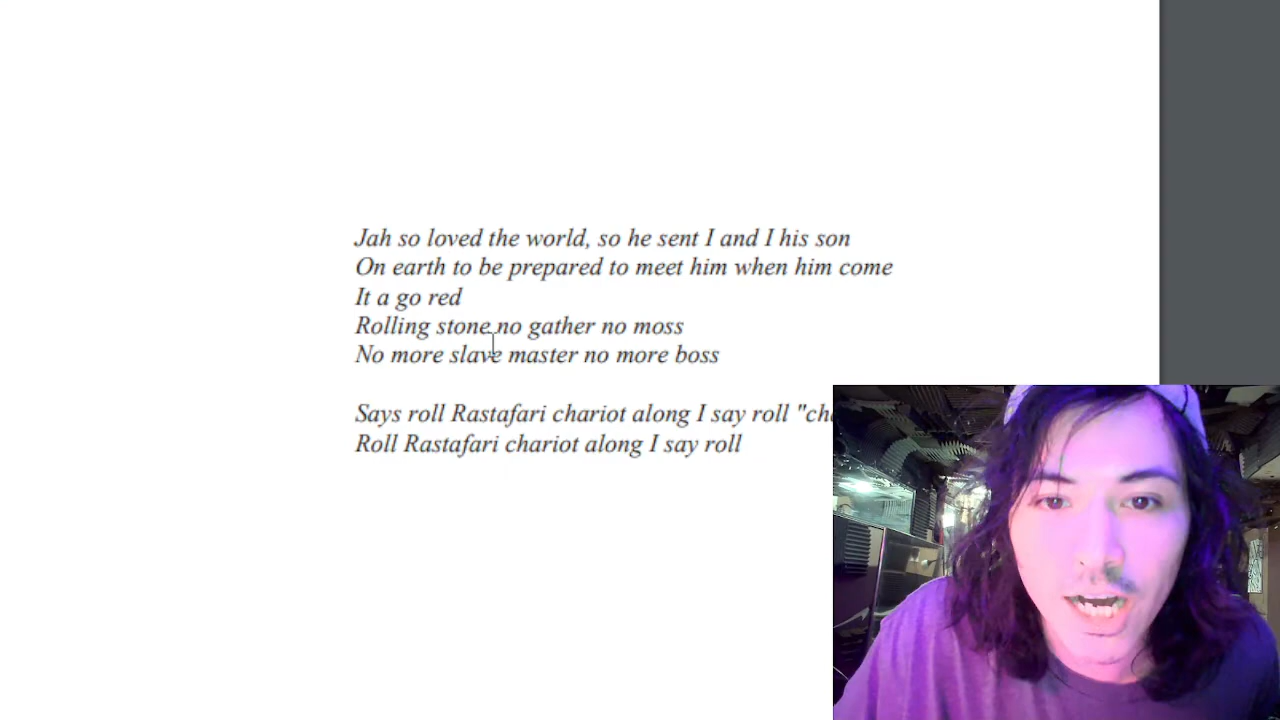 Jah so loved the world, so he sent I and I his son
On earth to be prepared to meet him when him come
It a go red
Rolling stone no gather no moss
No more slave master no more boss
Says roll Rastafari chariot along I say roll
Roll Rastafari chariot along I say roll